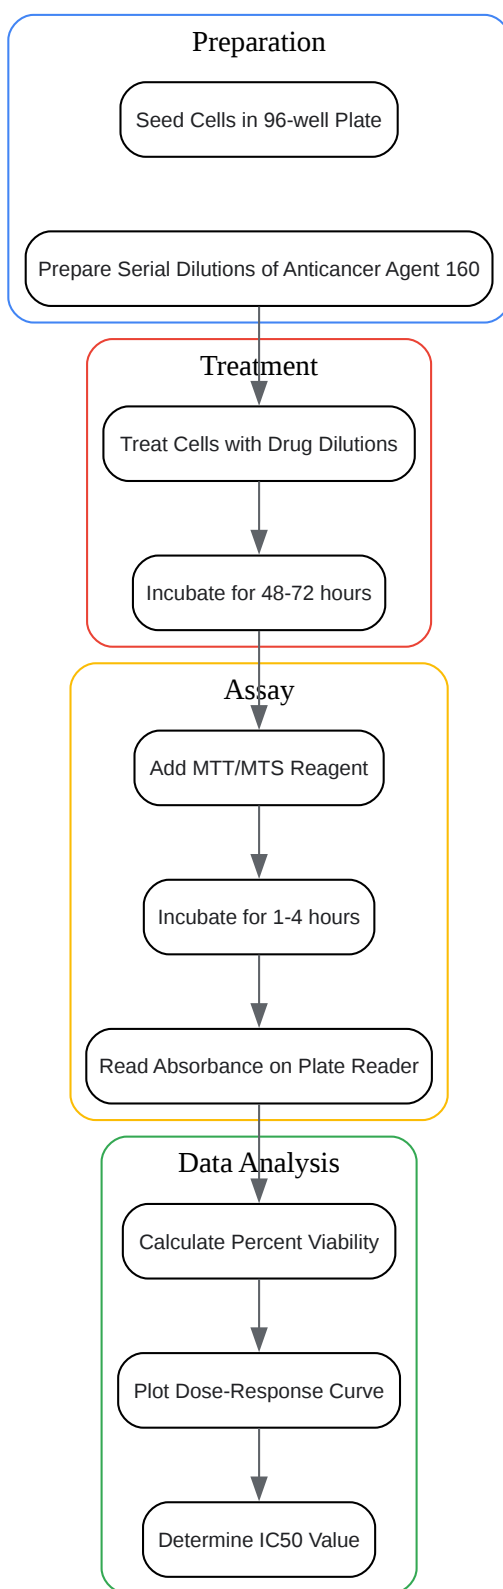 Preparation
Seed Cells in 96-well Plate
Prepare Serial Dilutions of Anticancer Agent 160
Treatment
Treat Cells with Drug Dilutions
Incubate for 48-72 hours
Assay
Add MTT/MTS Reagent
Incubate for 1-4 hours
Read Absorbance on Plate Reader
Data Analysis
Calculate Percent Viability
Plot Dose-Response Curve
Determine IC50 Value